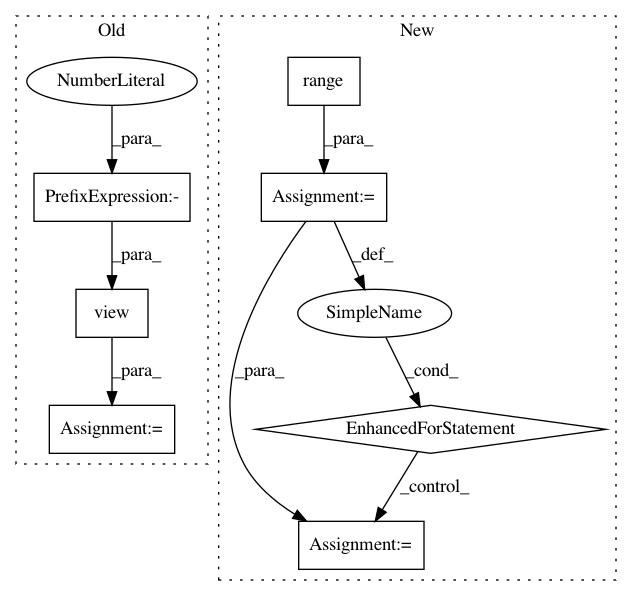 Old
New
NumberLiteral
range
_para_
_para_
PrefixExpression:-
Assignment:=
_para_
_def_
view
SimpleName
_para_
_para_
_cond_
Assignment:=
EnhancedForStatement
_control_
Assignment:=